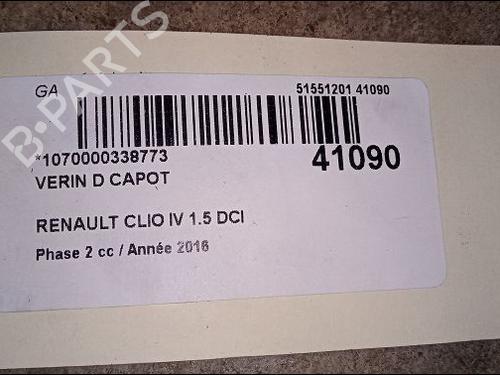 B-PARTS
GA
51551201 41090
*1070000338773
41090
VERIN D CAPOT
RENAULT CLIO IV 1.5 DCI
Phase 2 cc / Année 2016